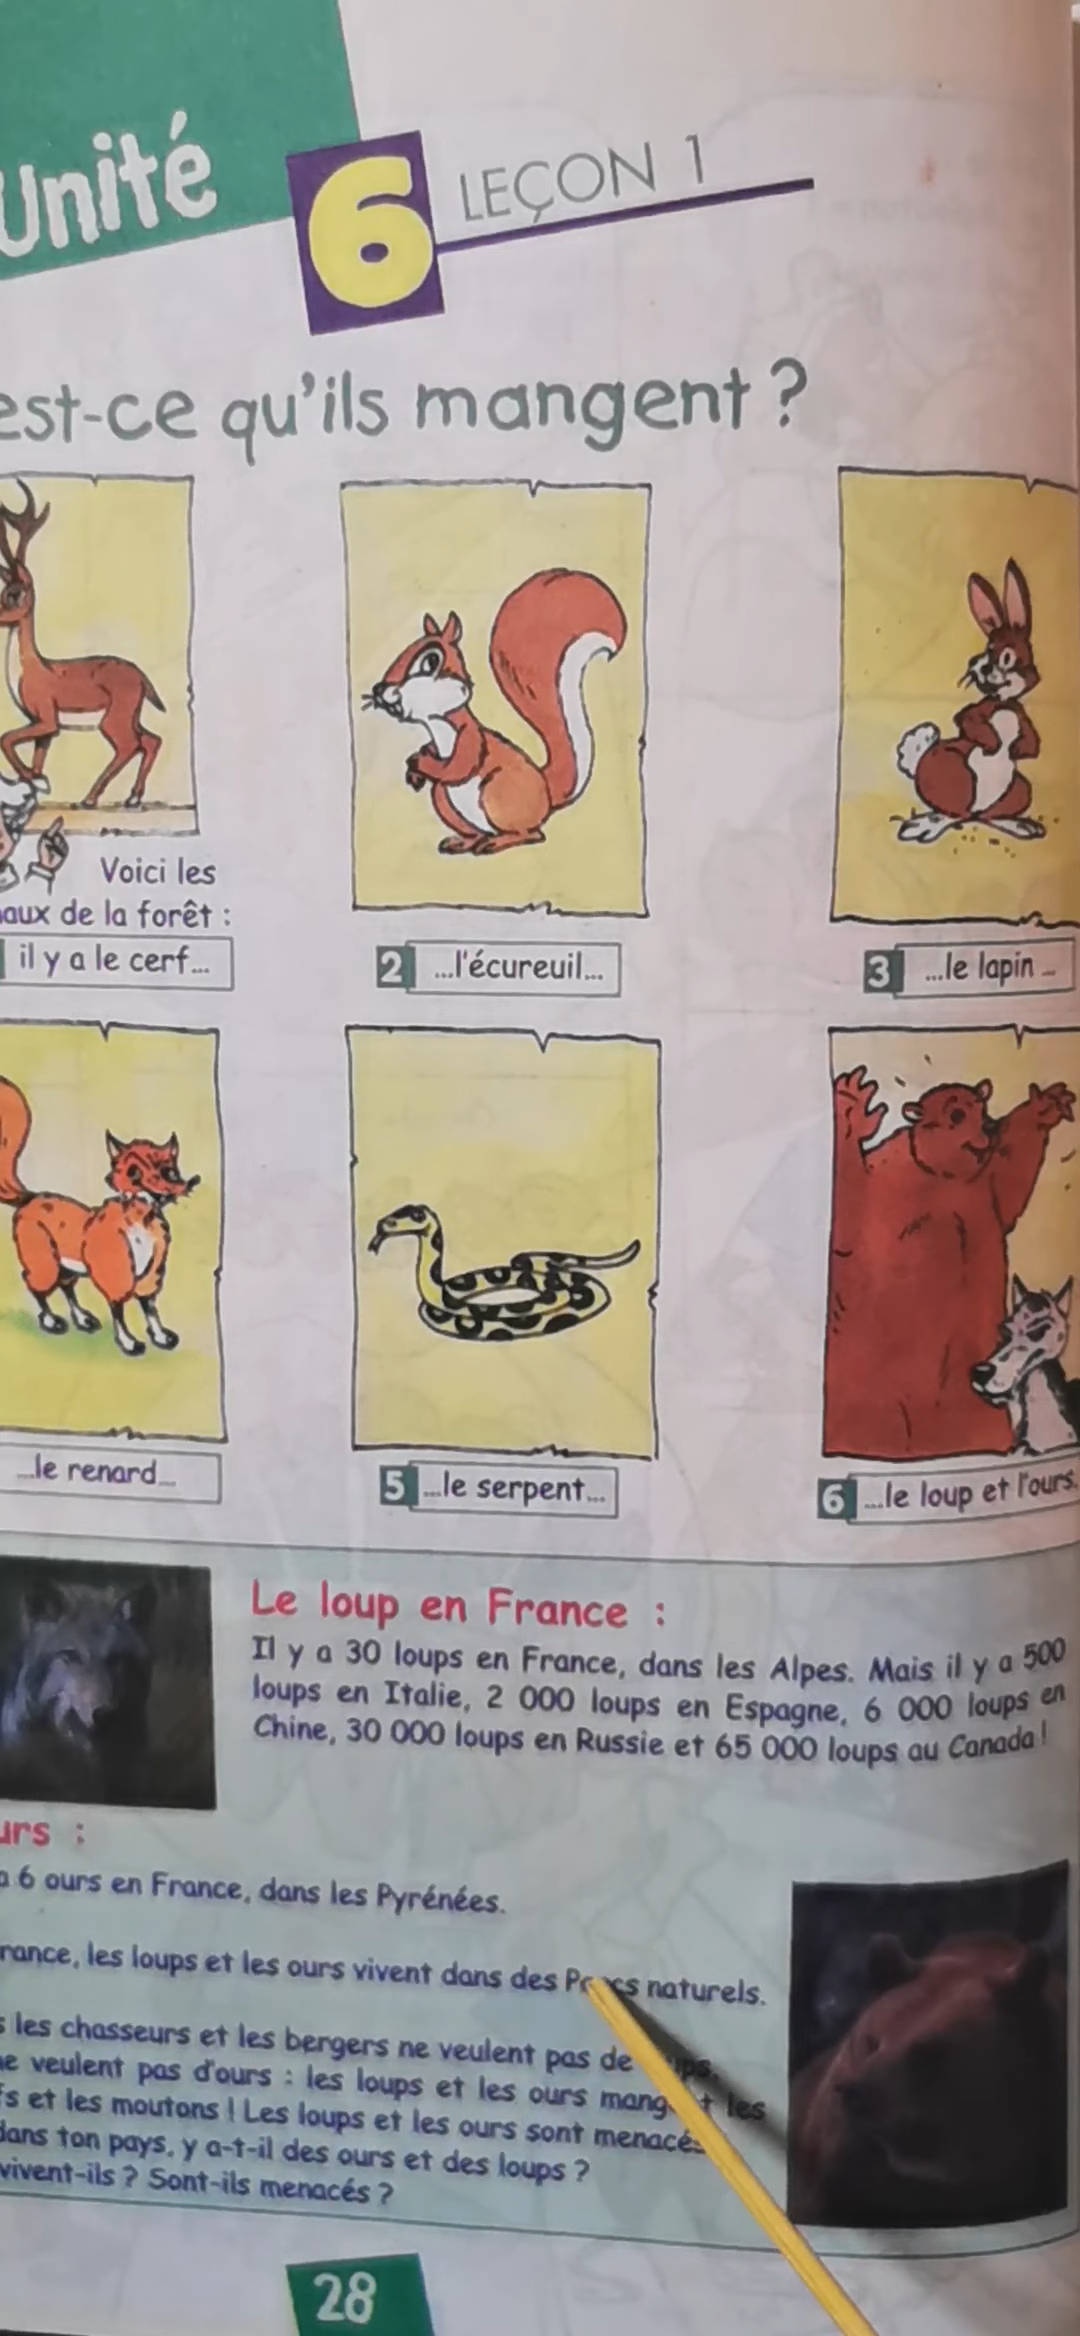 Unité
6 LEÇON 1
est-ce qu'ils mangent ?
Voici les
aux de la forêt :
il y a le cerf...
2 ...l'écureuil...
3 ...le lapin ...
...le renard...
5 ...le serpent...
6 ...le loup et l'ours.
Le loup en France :
Il y a 30 loups en France, dans les Alpes. Mais il y a 500
loups en Italie, 2 000 loups en Espagne, 6 000 loups en
Chine, 30 000 loups en Russie et 65 000 loups au Canada !
urs :
a 6 ours en France, dans les Pyrénées.
rance, les loups et les ours vivent dans des naturels.
s les chasseurs et les bergers ne veulent pas de
ne veulent pas d'ours : les loups et les ours les
fs et les moutons ! Les loups et les ours sont menacés
dans ton pays, y a-t-il des ours et des loups ?
vivent-ils ? Sont-ils menacés ?
28